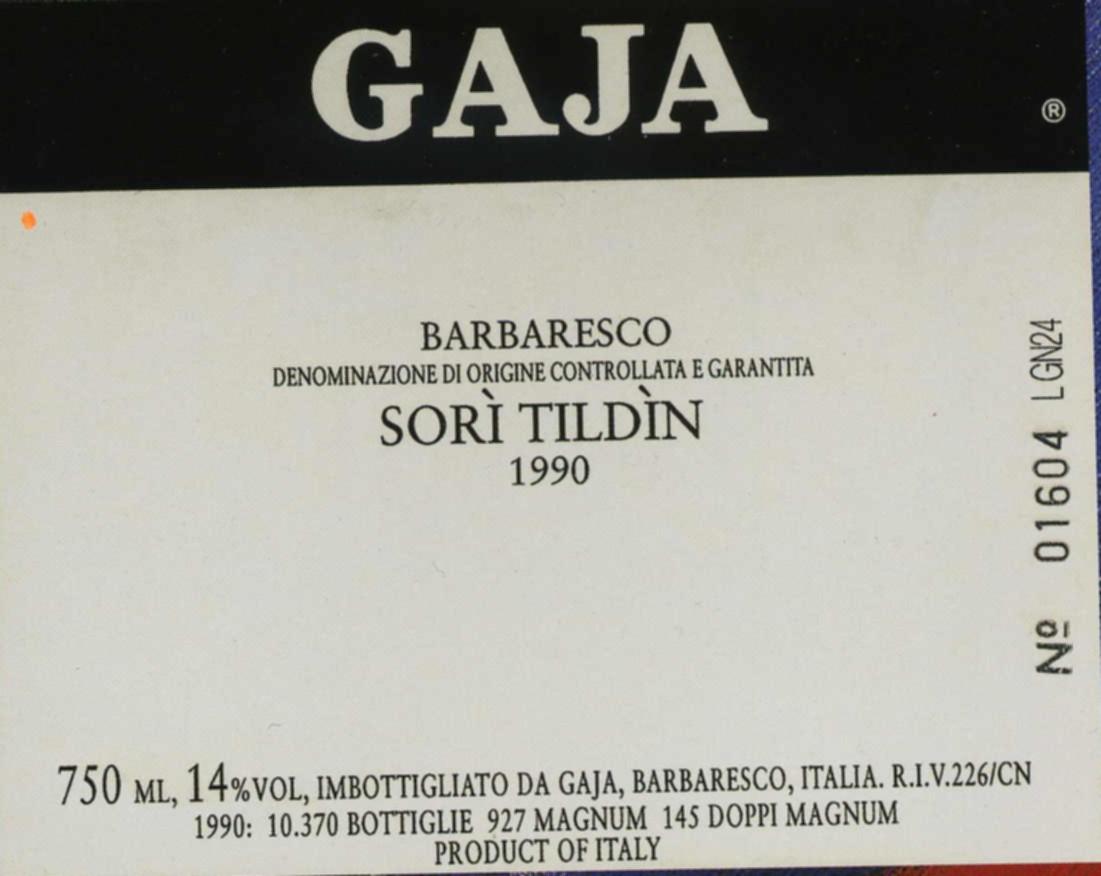 GAJA
®
BARBARESCO
DENOMINAZIONE DI ORIGINE CONTROLLATA E GARANTITA
SORÌ TILDÌN
1990
Nº 01604 LGN24
750 ML, 14%VOL, IMBOTTIGLIATO DA GAJA, BARBARESCO, ITALIA. R.I.V.226/CN
1990: 10.370 BOTTIGLIE 927 MAGNUM 145 DOPPI MAGNUM
PRODUCT OF ITALY